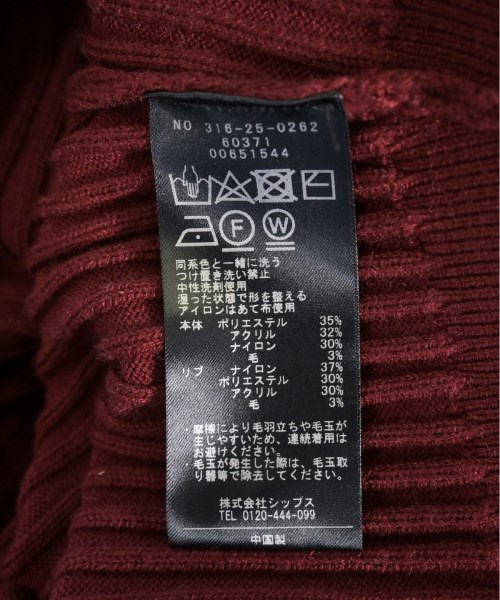 NO 316-25-0262
60371
00651544
F W
同系色と一緒に洗う
つけ置き洗い禁止
中性洗剤使用
湿った状態で形を整える
アイロンはあて布使用
本体 ポリエステル 35%
アクリル 32%
ナイロン 30%
毛 3%
リブ ナイロン 37%
ポリエステル 30%
アクリル 30%
毛 3%
・摩擦により毛羽立ちや毛玉が
生じやすいため、連続着用は
お避けください。
・毛玉が発生した際は、毛玉取
り器等で除去してください。
株式会社シップス
TEL 0120-444-099
中国製